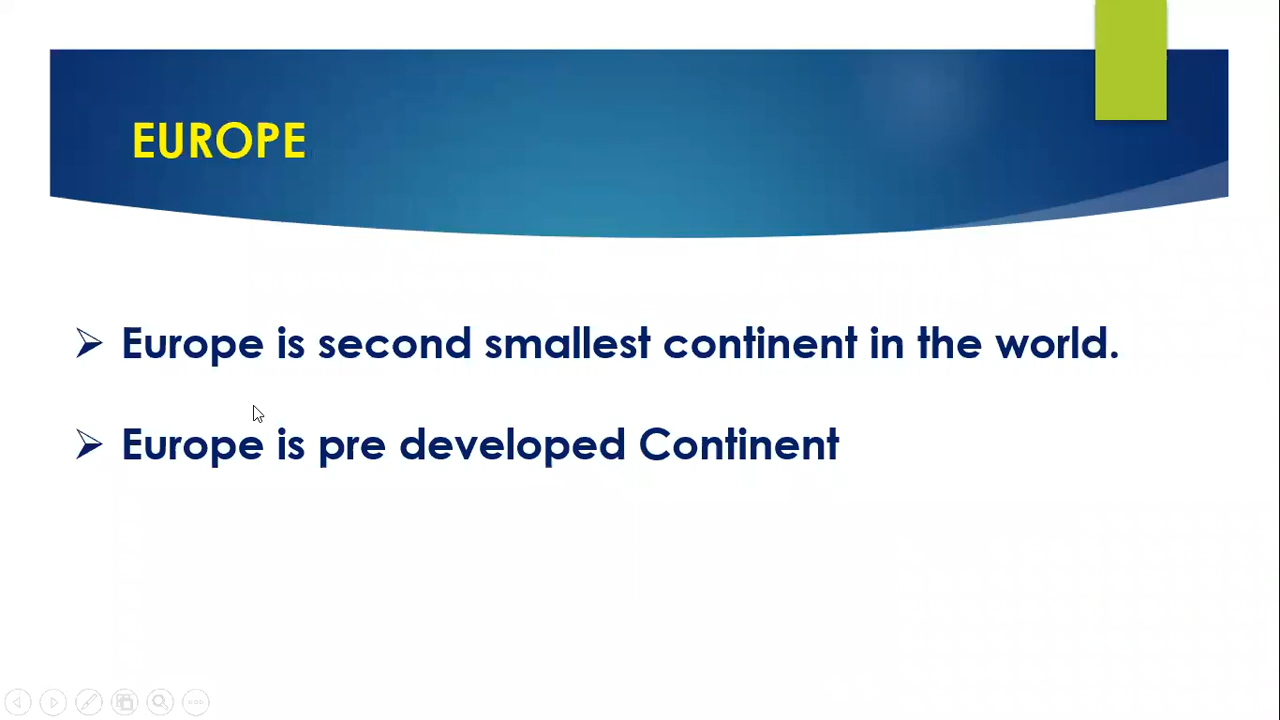 EUROPE
Europe is second smallest continent in the world.
Europe is pre developed Continent